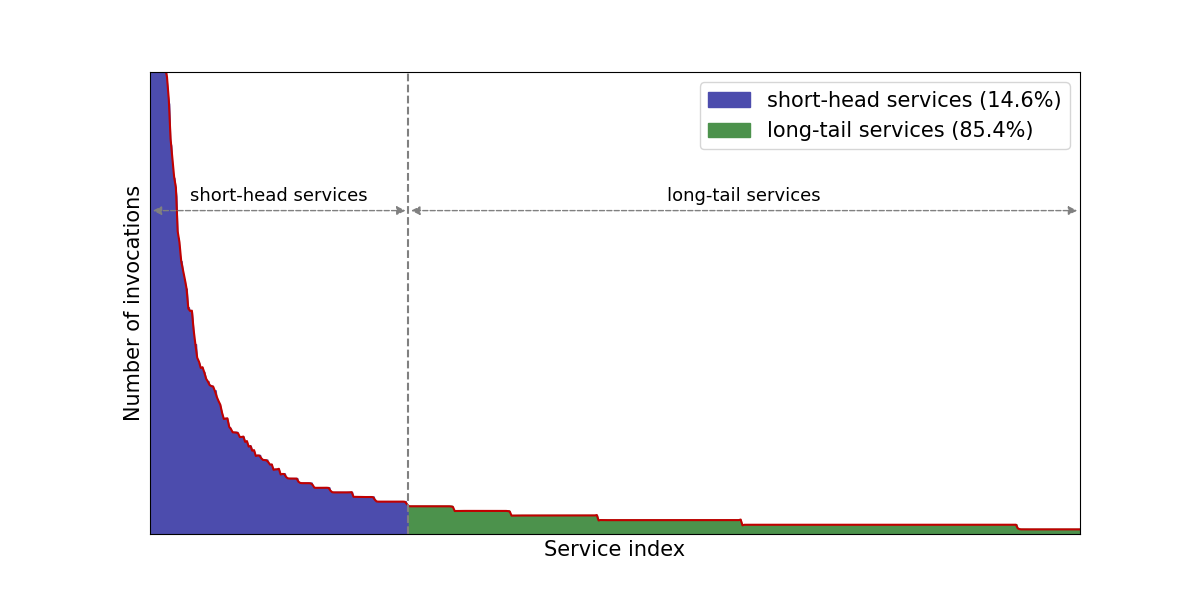 short-head services (14.6%)
long-tail services (85.4%)
short-head services
long-tail services
Number of invocations
Service index